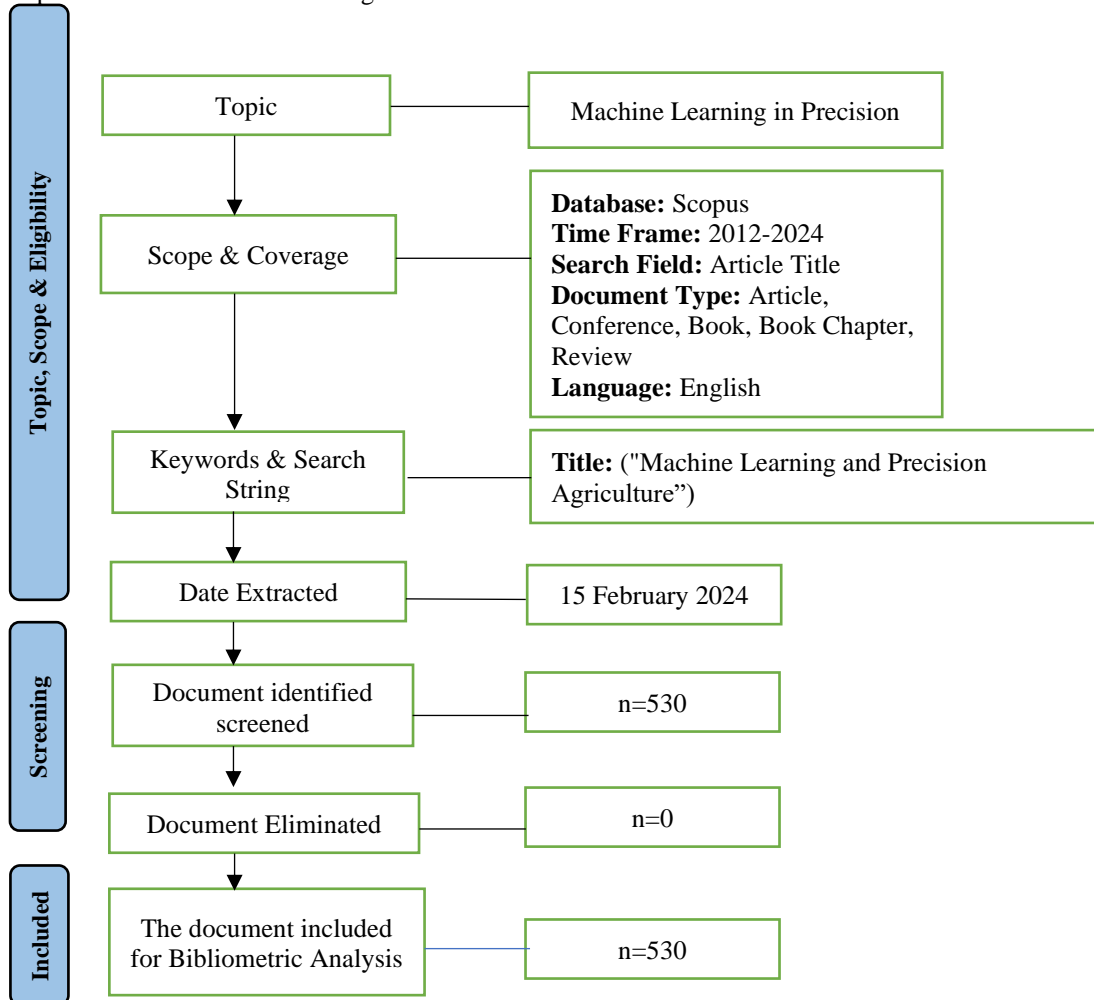 Topic
Machine Learning in Precision
Topic, Scope & Eligibility
Scope & Coverage
Database: Scopus
Time Frame: 2012-2024
Search Field: Article Title
Document Type: Article,
Conference, Book, Book Chapter,
Review
Language: English
Keywords & Search
String
Title: ("Machine Learning and Precision
Agriculture”)
Date Extracted
15 February 2024
Screening
Document identified
screened
n=530
Document Eliminated
n=0
Included
The document included
for Bibliometric Analysis
n=530